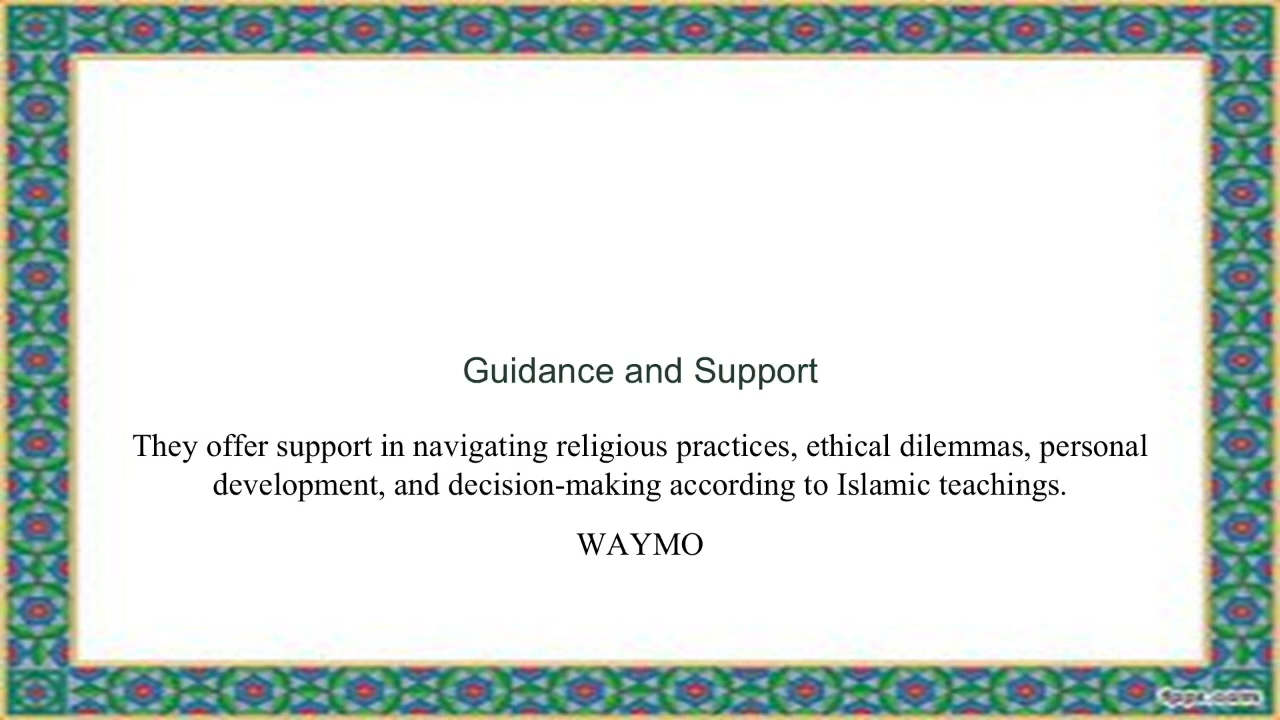 Guidance and Support
They offer support in navigating religious practices, ethical dilemmas, personal
development, and decision-making according to Islamic teachings.
WAYMO